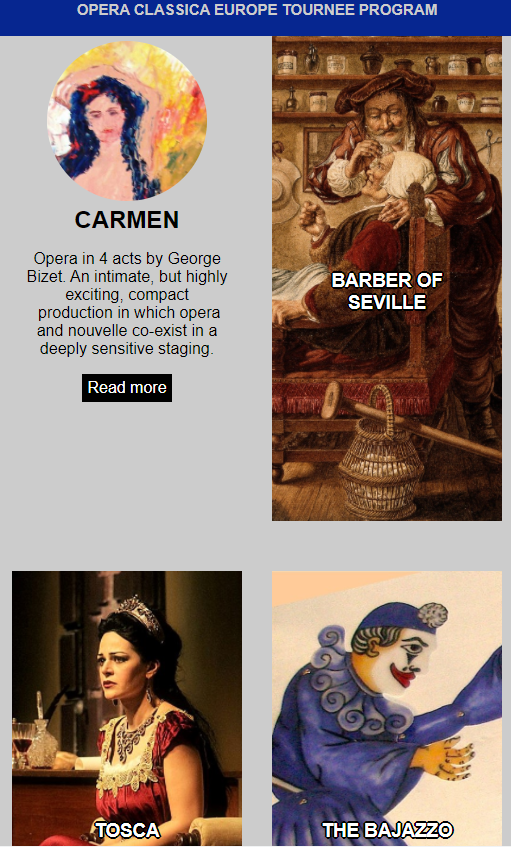 OPERA CLASSICA EUROPE TOURNEE PROGRAM
CARMEN
Opera in 4 acts by George
Bizet. An intimate, but highly
exciting, compact
production in which opera
and nouvelle co-exist in a
deeply sensitive staging.
Read more
BARBER OF
SEVILLE
TOSCA
THE BAJAZZO